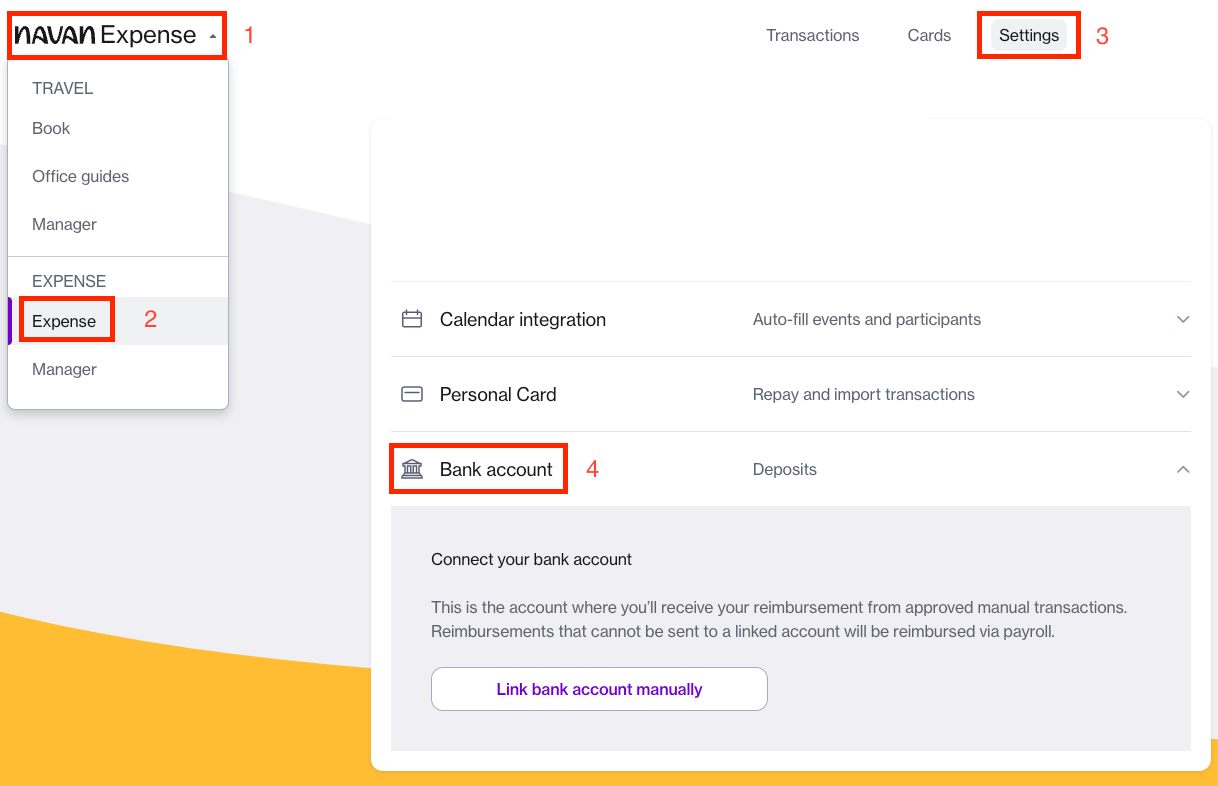 NAVAN Expense
1
Transactions
Cards
Settings
3
TRAVEL
Book
Office guides
Manager
EXPENSE
Expense
2
Manager
Calendar integration
Auto-fill events and participants
Personal Card
Repay and import transactions
Bank account
4
Deposits
Connect your bank account
This is the account where you’ll receive your reimbursement from approved manual transactions.
Reimbursements that cannot be sent to a linked account will be reimbursed via payroll.
Link bank account manually